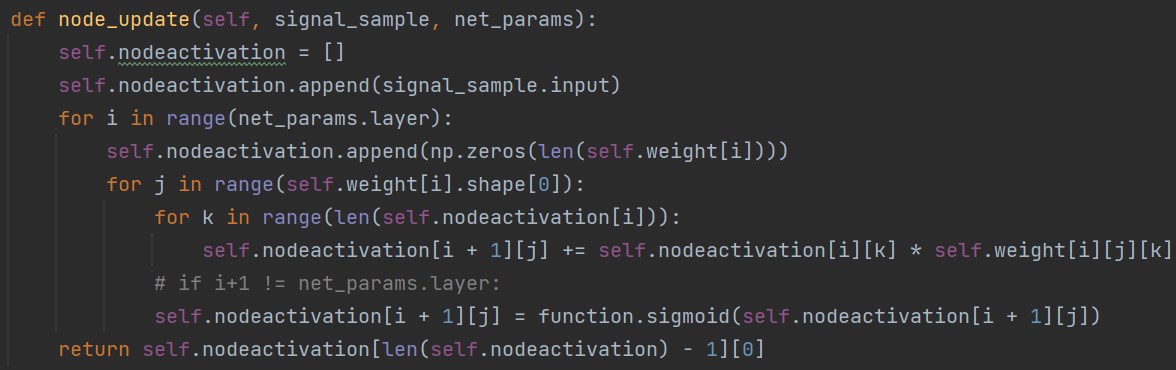 def node_update(self, signal_sample, net_params):
    self.nodeactivation = []
    self.nodeactivation.append(signal_sample.input)
    for i in range(net_params.layer):
        self.nodeactivation.append(np.zeros(len(self.weight[i])))
        for j in range(self.weight[i].shape[0]):
            for k in range(len(self.nodeactivation[i])):
                self.nodeactivation[i + 1][j] += self.nodeactivation[i][k] * self.weight[i][j][k]
            # if i+1 != net_params.layer:
            self.nodeactivation[i + 1][j] = function.sigmoid(self.nodeactivation[i + 1][j])
    return self.nodeactivation[len(self.nodeactivation) - 1][0]